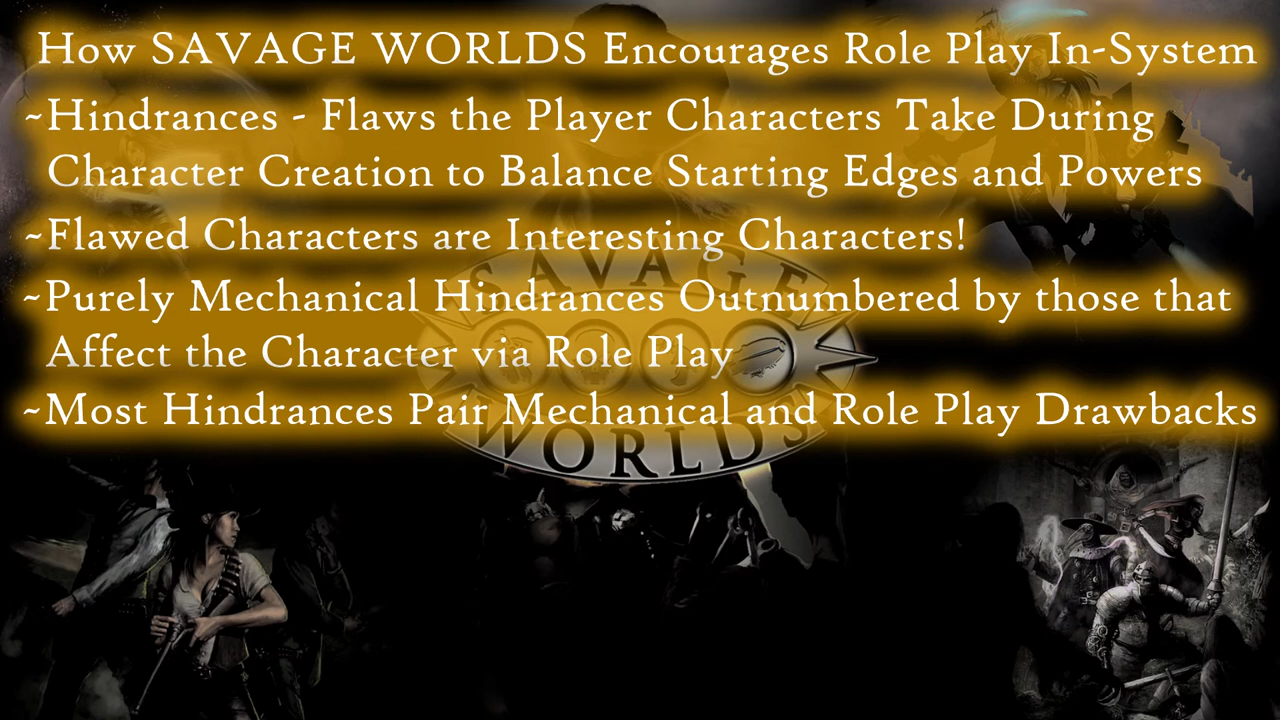 How SAVAGE WORLDS Encourages Role Play In-System
~Hindrances - Flaws the Player Characters Take During
Character Creation to Balance Starting Edges and Powers
~Flawed Characters are Interesting Characters!
~Purely Mechanical Hindrances Outnumbered by those that
Affect the Character via Role Play
~Most Hindrances Pair Mechanical and Role Play Drawbacks
SAVAGE
WORLDS